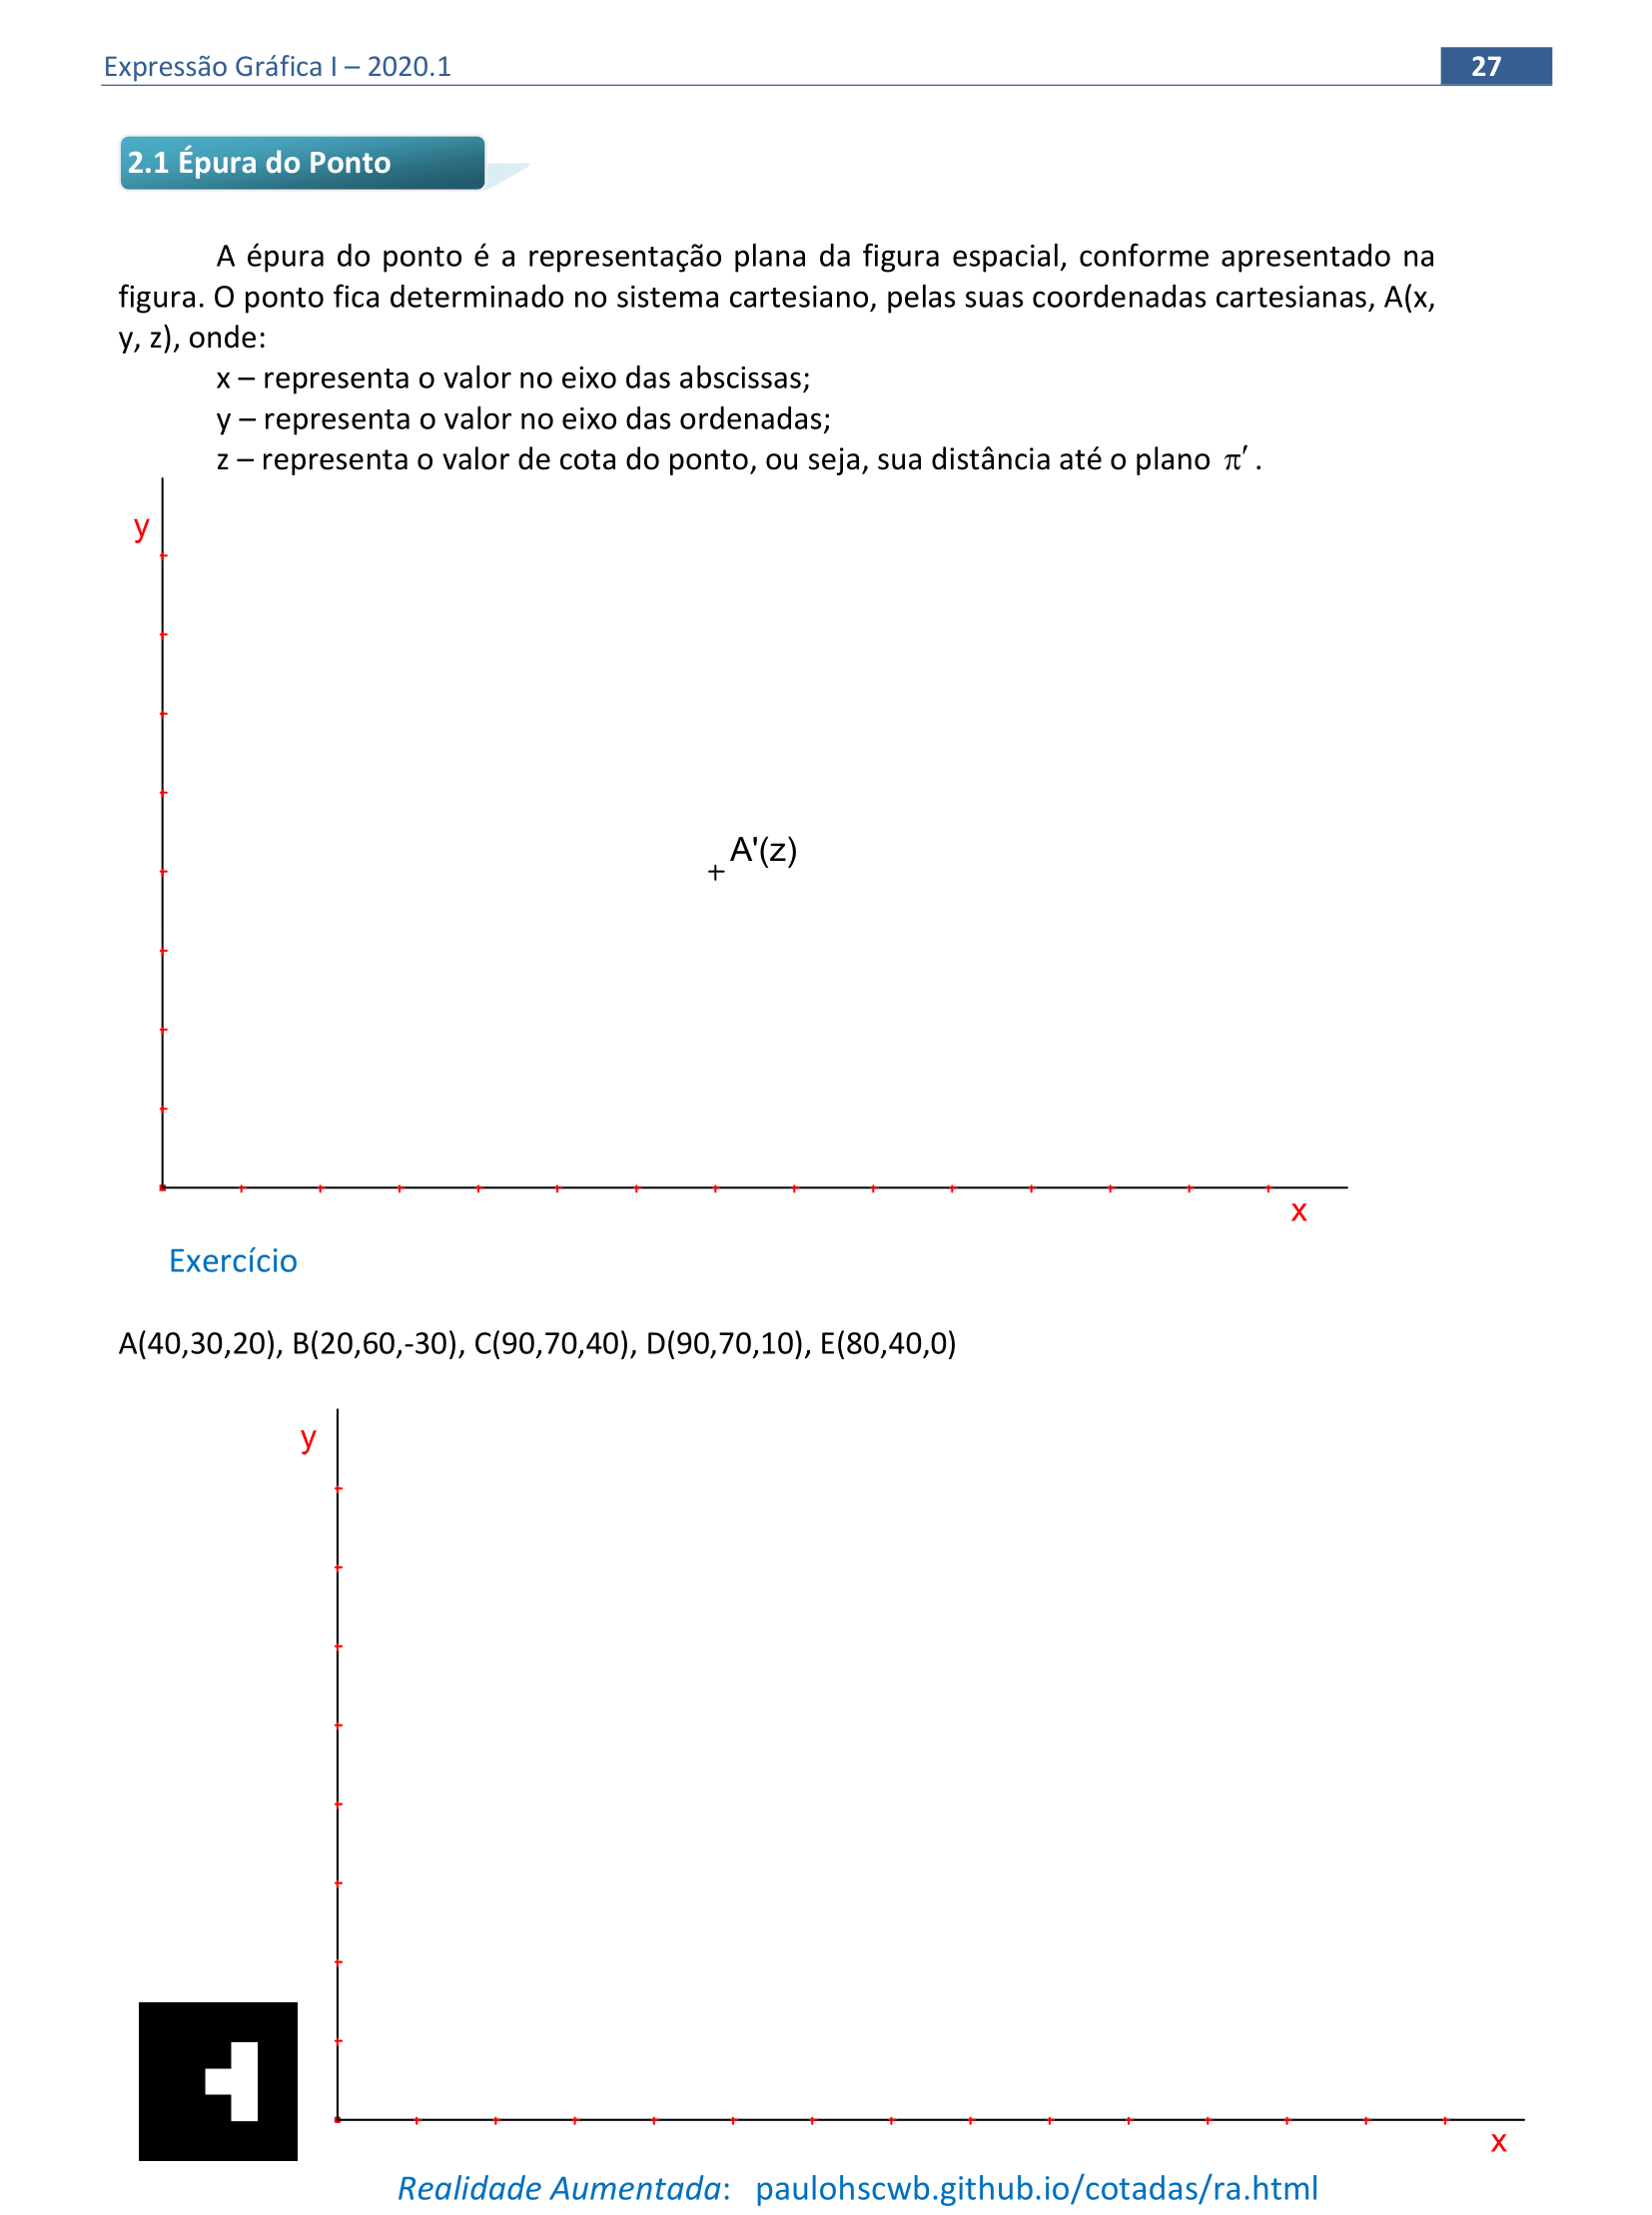 Expressão Gráfica I – 2020.1
27
2.1 Épura do Ponto
A épura do ponto é a representação plana da figura espacial, conforme apresentado na
figura. O ponto fica determinado no sistema cartesiano, pelas suas coordenadas cartesianas, A(x,
y, z), onde:
x – representa o valor no eixo das abscissas;
y – representa o valor no eixo das ordenadas;
z – representa o valor de cota do ponto, ou seja, sua distância até o plano π′ .
y
A'(z)
x
Exercício
A(40,30,20), B(20,60,-30), C(90,70,40), D(90,70,10), E(80,40,0)
y
x
Realidade Aumentada: paulohscwb.github.io/cotadas/ra.html